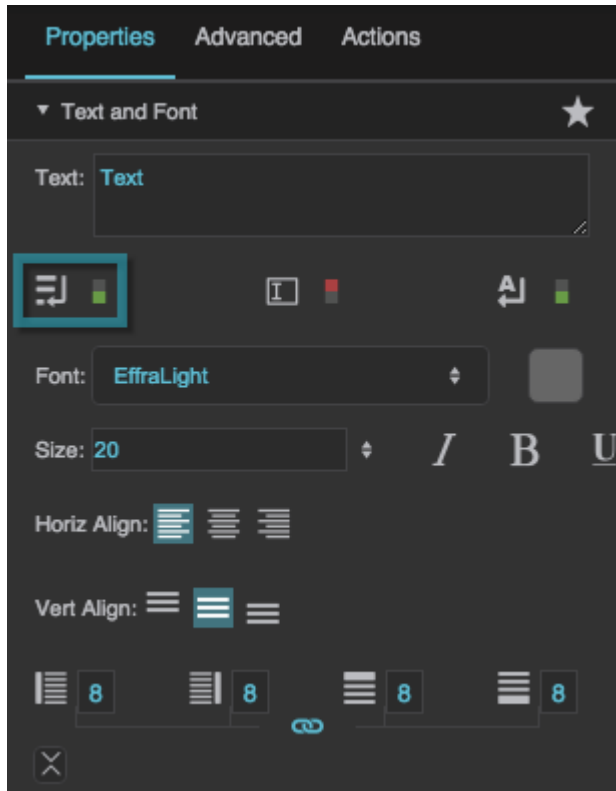 Properties Advanced Actions
Text and Font
Text: Text
Font: EffraLight
Size: 20 I B U
Horiz Align:
Vert Align:
8 8 8 8